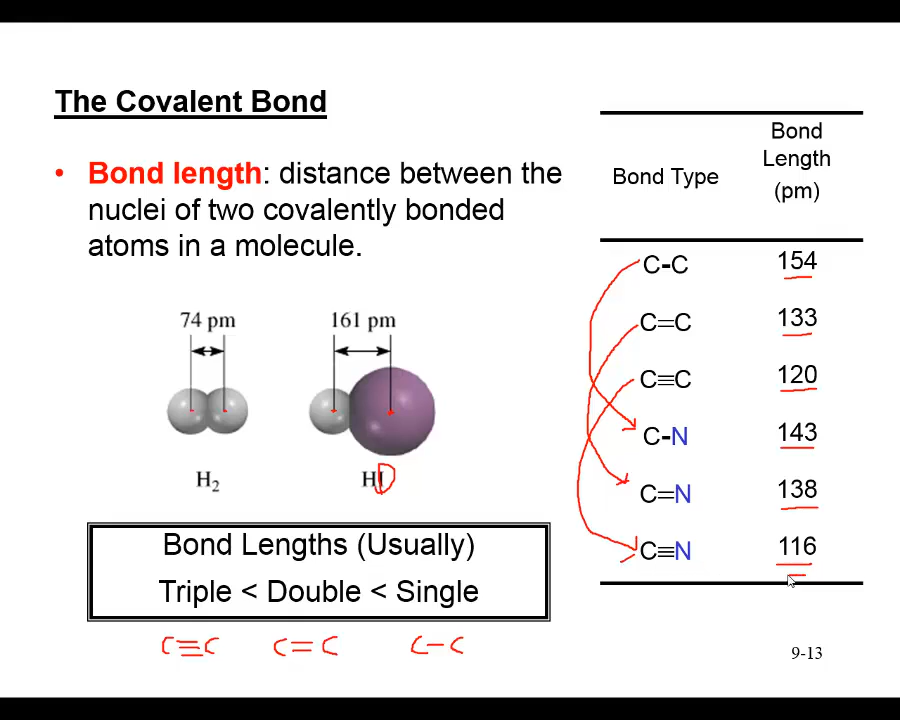 The Covalent Bond
• Bond length: distance between the
nuclei of two covalently bonded
atoms in a molecule.
74 pm
161 pm
H₂
HI
Bond Lengths (Usually)
Triple < Double < Single
C≡C C=C C-C
Bond Type
Bond
Length
(pm)
C-C 154
C=C 133
C≡C 120
C-N 143
C=N 138
C≡N 116
9-13